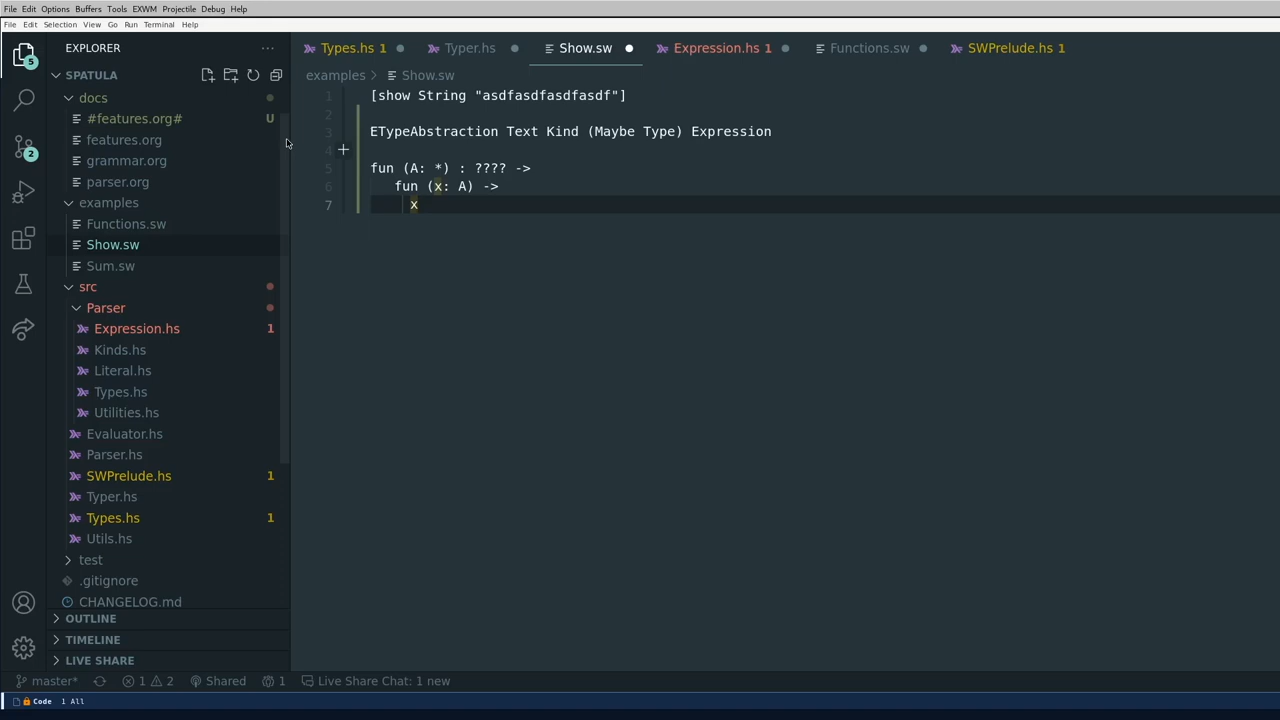 File Edit Options Buffers Tools EXWM Projectile Debug Help
File Edit Selection View Go Run Terminal Help
EXPLORER
SPATULA
docs
#features.org# U
features.org
grammar.org
parser.org
examples
Functions.sw
Show.sw
Sum.sw
src
Parser
Expression.hs 1
Kinds.hs
Literal.hs
Types.hs
Utilities.hs
Evaluator.hs
Parser.hs
SWPrelude.hs 1
Typer.hs
Types.hs 1
Utils.hs
test
.gitignore
CHANGELOG.md
OUTLINE
TIMELINE
LIVE SHARE
5
2
Types.hs 1 Typer.hs Show.sw Expression.hs 1 Functions.sw SWPrelude.hs 1
examples > Show.sw
1 [show String "asdfasdfasdfasdf"]
2
3 ETypeAbstraction Text Kind (Maybe Type) Expression
4
5 fun (A: *) : ???? ->
6 fun (x: A) ->
7 x
master* 1 2 Shared 1 Live Share Chat: 1 new
Code 1 All